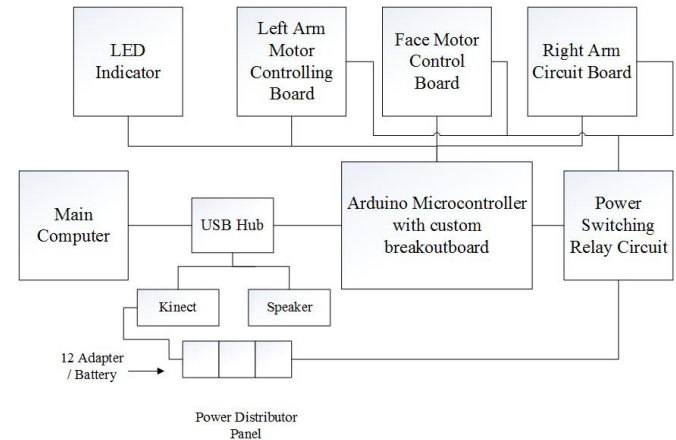 LED
Indicator
Left Arm
Motor
Controlling
Board
Face Motor
Control
Board
Right Arm
Circuit Board
Main
Computer
USB Hub
Arduino Microcontroller
with custom
breakoutboard
Power
Switching
Relay Circuit
Kinect
Speaker
12 Adapter
/ Battery
Power Distributor
Panel